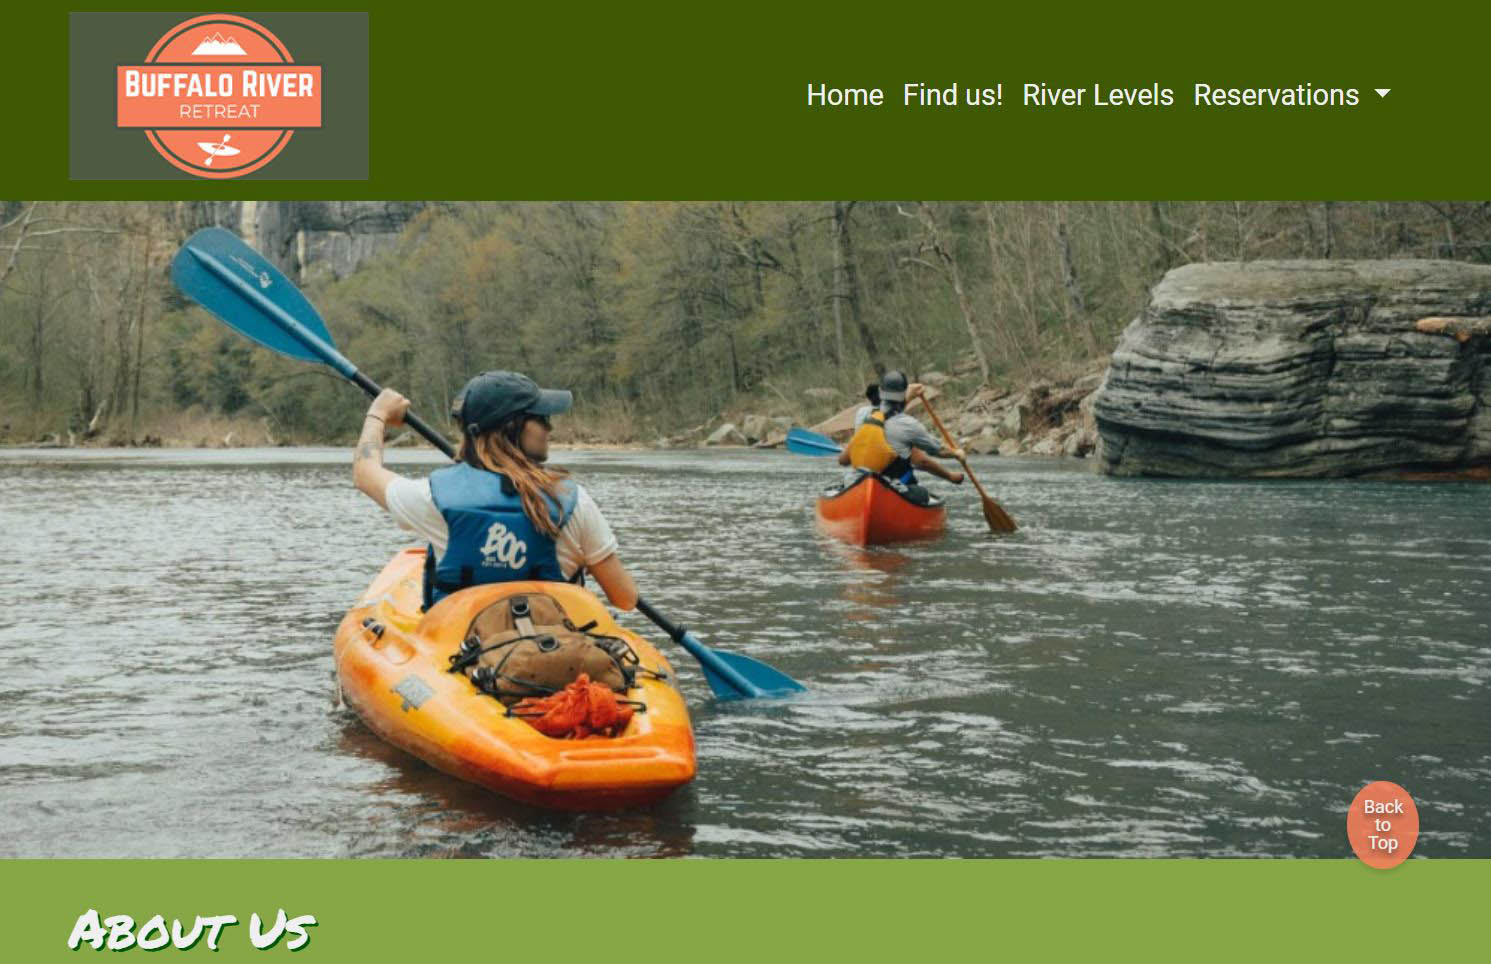 BUFFALO RIVER
RETREAT
Home Find us! River Levels Reservations
BOC
Back
to
Top
ABOUT US